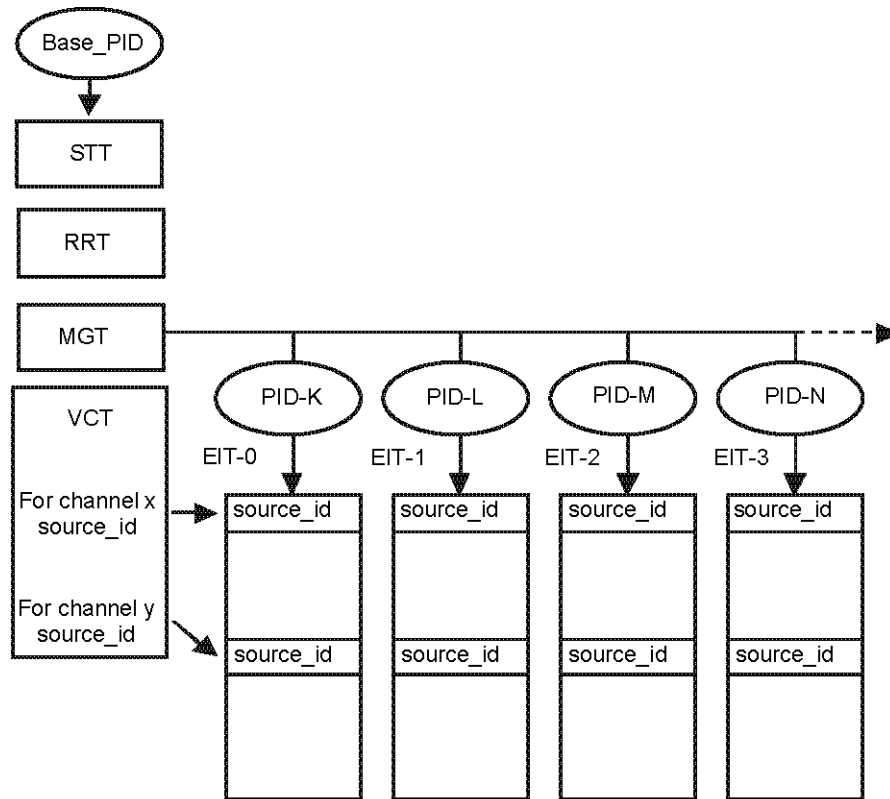 Base_PID
STT
RRT
MGT
PID-K
PID-L
PID-M
PID-N
VCT
EIT-0
EIT-1
EIT-2
EIT-3
For channel x
source_id
source_id
source_id
source_id
source_id
For channel y
source_id
source_id
source_id
source_id
source_id